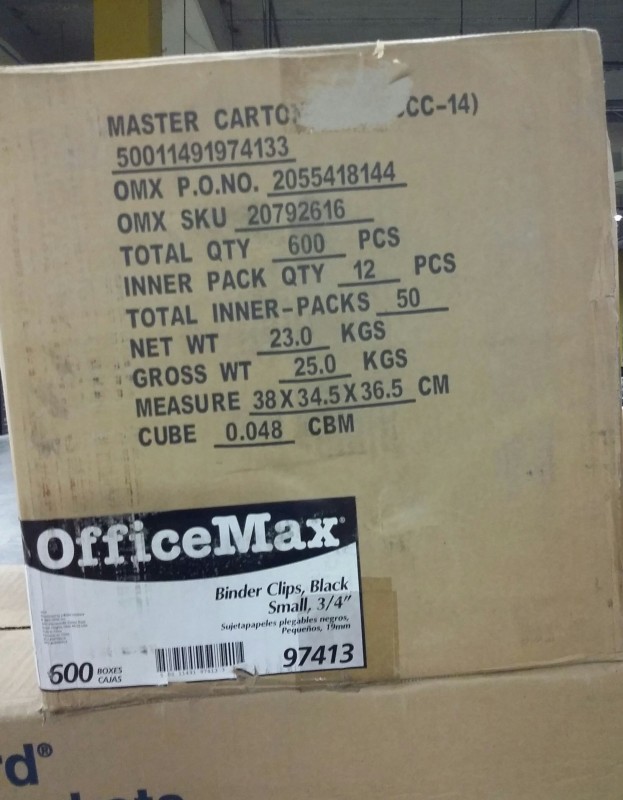 MASTER CARTON CC-14)
50011491974133
OMX P.O.NO. 2055418144
OMX SKU 20792616
TOTAL QTY 600 PCS
INNER PACK QTY 12 PCS
TOTAL INNER-PACKS 50
NET WT 23.0 KGS
GROSS WT 25.0 KGS
MEASURE 38X34.5X36.5 CM
CUBE 0.048 CBM
OfficeMax®
Binder Clips, Black
Small, 3/4"
Sujetapapeles plegables negros,
Pequeños, 19mm
97413
600 BOXES
CAJAS
rd®